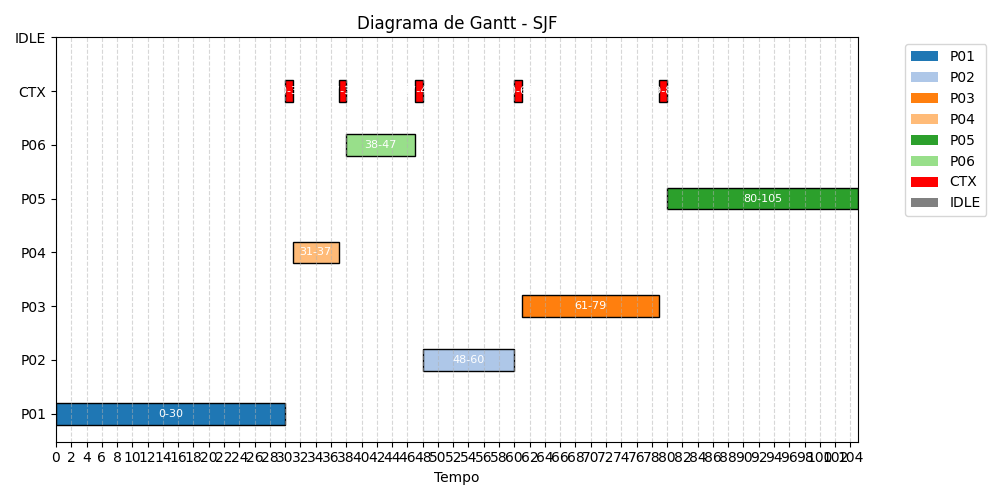 Diagrama de Gantt - SJF
IDLE
CTX
P06
38-47
P05
80-105
P04
31-37
P03
61-79
P02
48-60
P01
0-30
0 2 4 6 8 10 12 14 16 18 20 22 24 26 28 30 32 34 36 38 40 42 44 46 48 50 52 54 56 58 60 62 64 66 68 70 72 74 76 78 80 82 84 86 88 90 92 94 96 98 100 102 104
Tempo
P01
P02
P03
P04
P05
P06
CTX
IDLE